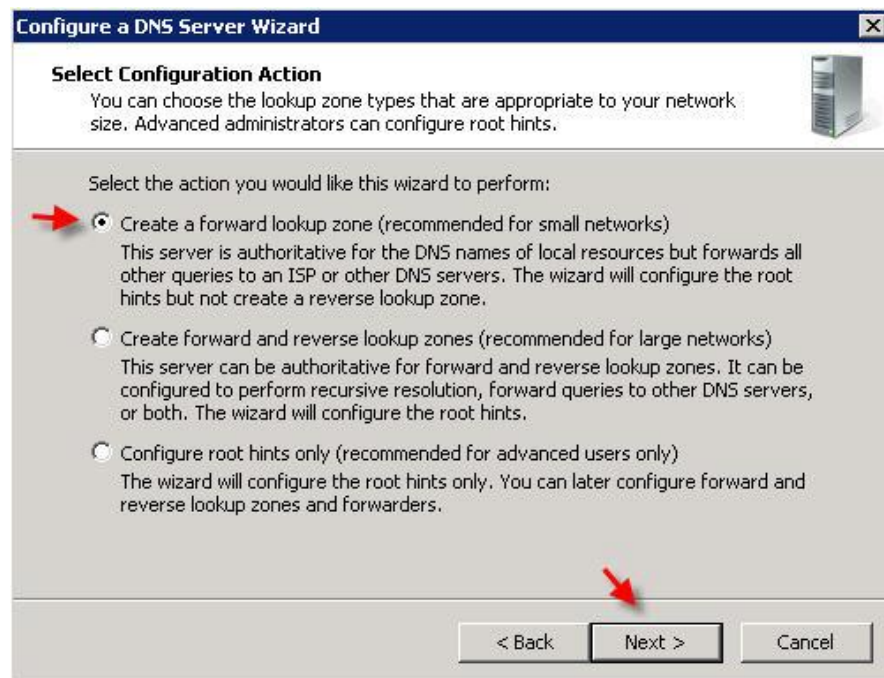 Configure a DNS Server Wizard
Select Configuration Action
You can choose the lookup zone types that are appropriate to your network
size. Advanced administrators can configure root hints.
Select the action you would like this wizard to perform:
Create a forward lookup zone (recommended for small networks)
This server is authoritative for the DNS names of local resources but forwards all
other queries to an ISP or other DNS servers. The wizard will configure the root
hints but not create a reverse lookup zone.
Create forward and reverse lookup zones (recommended for large networks)
This server can be authoritative for forward and reverse lookup zones. It can be
configured to perform recursive resolution, forward queries to other DNS servers,
or both. The wizard will configure the root hints.
Configure root hints only (recommended for advanced users only)
The wizard will configure the root hints only. You can later configure forward and
reverse lookup zones and forwarders.
< Back Next > Cancel